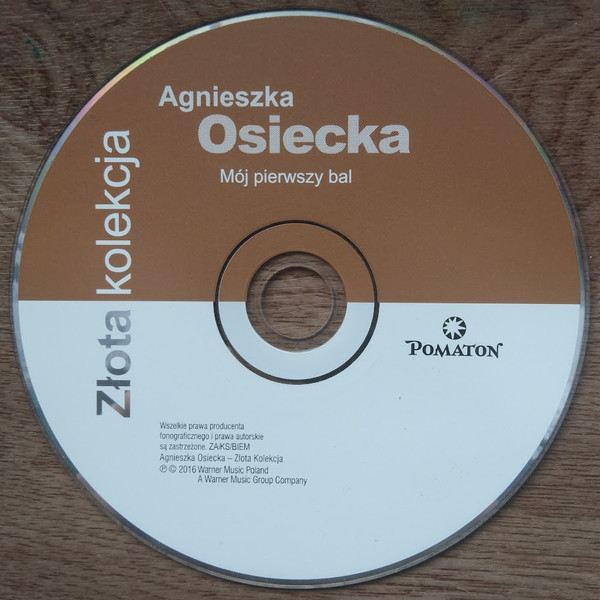 Agnieszka
Osiecka
Mój pierwszy bal
Złota kolekcja
POMATON
Wszelkie prawa producenta
fonograficznego i prawa autorskie
są zastrzeżone. ZAiKS/BIEM
Agnieszka Osiecka – Złota Kolekcja
℗ © 2016 Warner Music Poland
A Warner Music Group Company